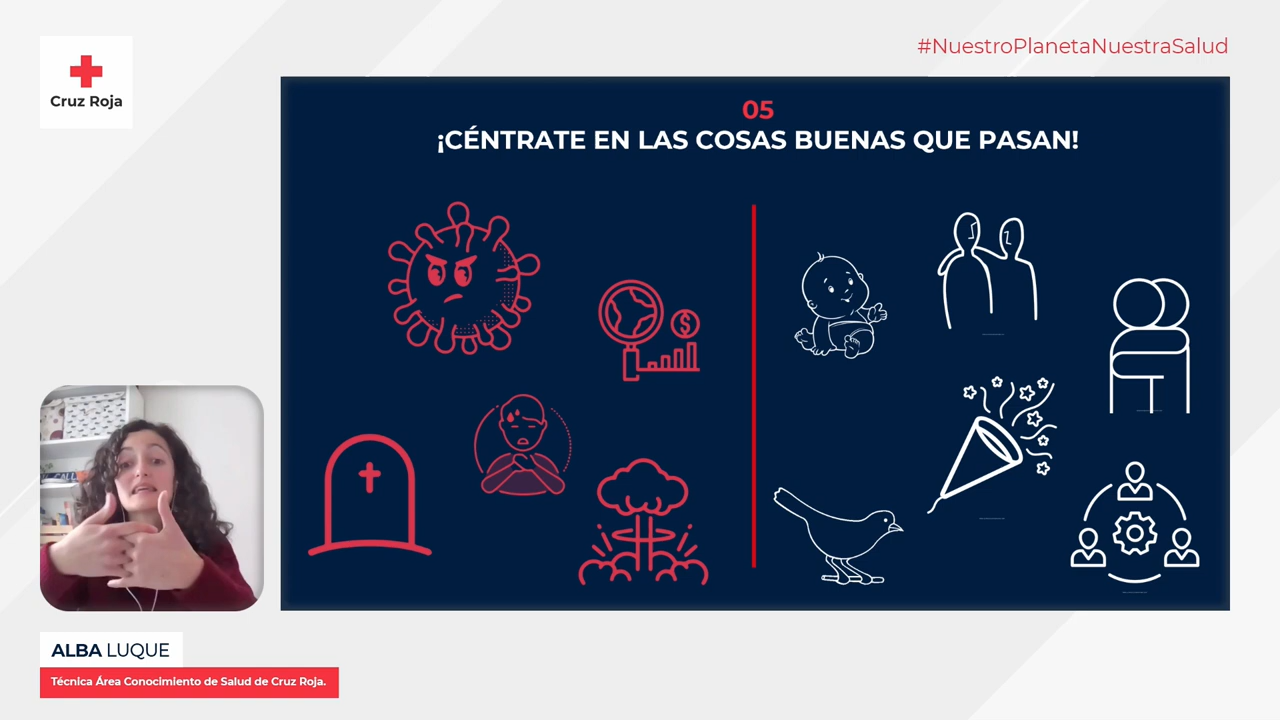 Cruz Roja
#NuestroPlanetaNuestraSalud
05
¡CÉNTRATE EN LAS COSAS BUENAS QUE PASAN!
$
ALBA LUQUE
Técnica Área Conocimiento de Salud de Cruz Roja.